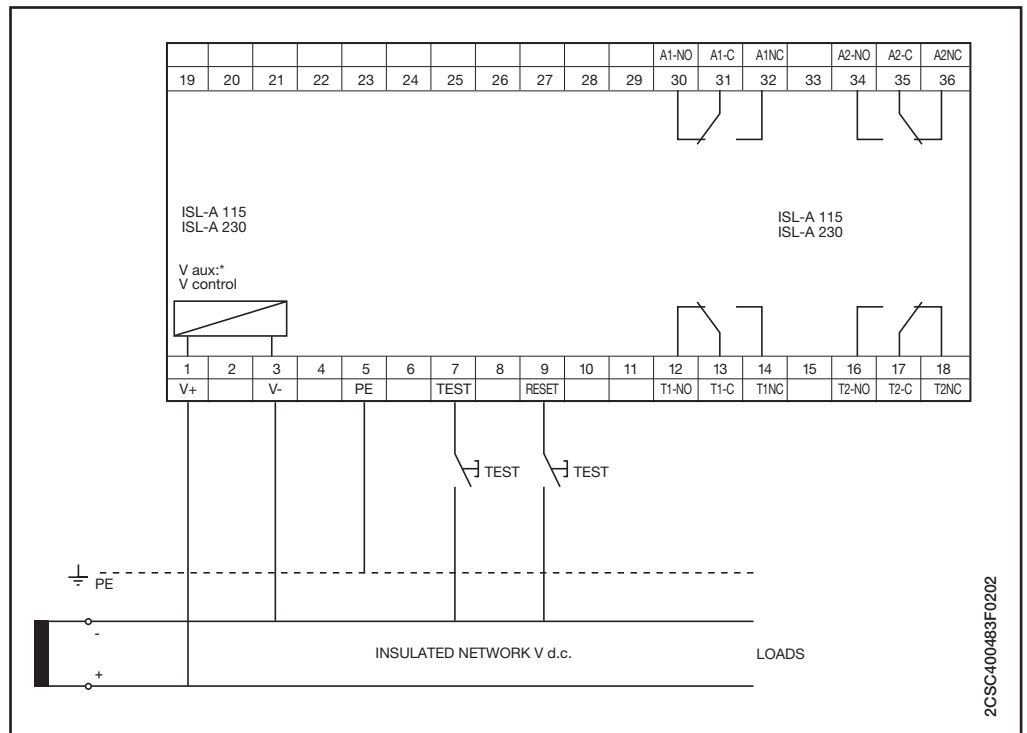 A1-NO A1-C A1NC A2-NO A2-C A2NC
19 20 21 22 23 24 25 26 27 28 29 30 31 32 33 34 35 36
ISL-A 115
ISL-A 230
ISL-A 115
ISL-A 230
V aux:*
V control
1 2 3 4 5 6 7 8 9 10 11 12 13 14 15 16 17 18
V+ V- PE TEST RESET T1-NO T1-C T1NC T2-NO T2-C T2NC
TEST TEST
PE
-
INSULATED NETWORK V d.c. LOADS
+
2CSC400483F0202